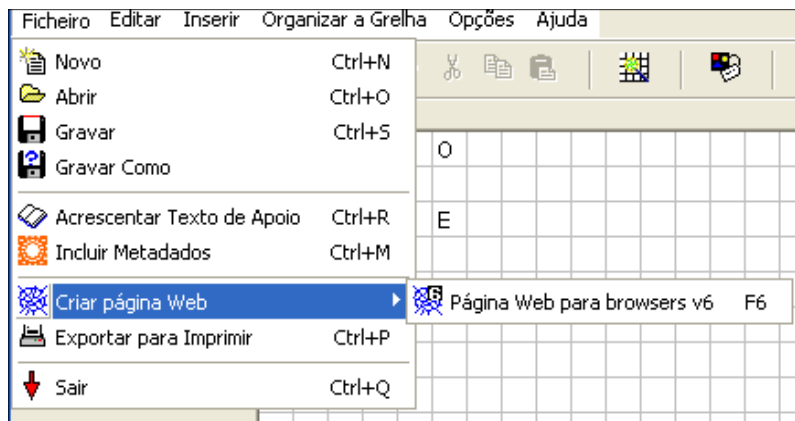 Ficheiro Editar Inserir Organizar a Grelha Opções Ajuda
Novo Ctrl+N
Abrir Ctrl+O
Gravar Ctrl+S
Gravar Como
Acrescentar Texto de Apoio Ctrl+R
Incluir Metadados Ctrl+M
Criar página Web
Página Web para browsers v6 F6
Exportar para Imprimir Ctrl+P
Sair Ctrl+Q
O
E